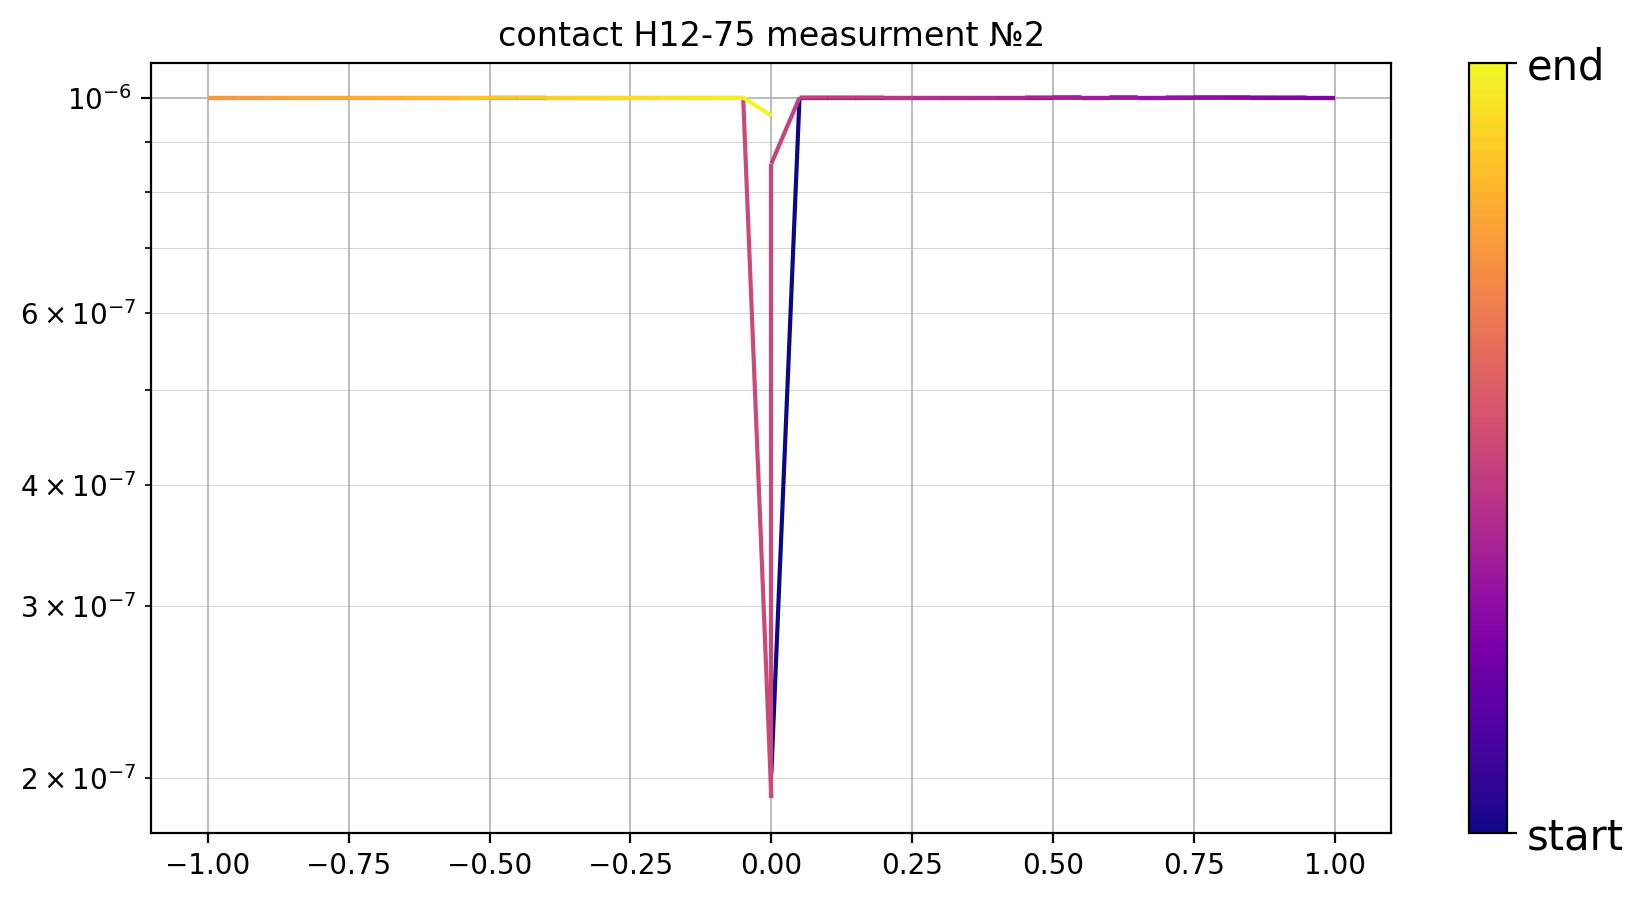 contact H12-75 measurment №2
10⁻⁶
6 × 10⁻⁷
4 × 10⁻⁷
3 × 10⁻⁷
2 × 10⁻⁷
−1.00 −0.75 −0.50 −0.25 0.00 0.25 0.50 0.75 1.00
end
start